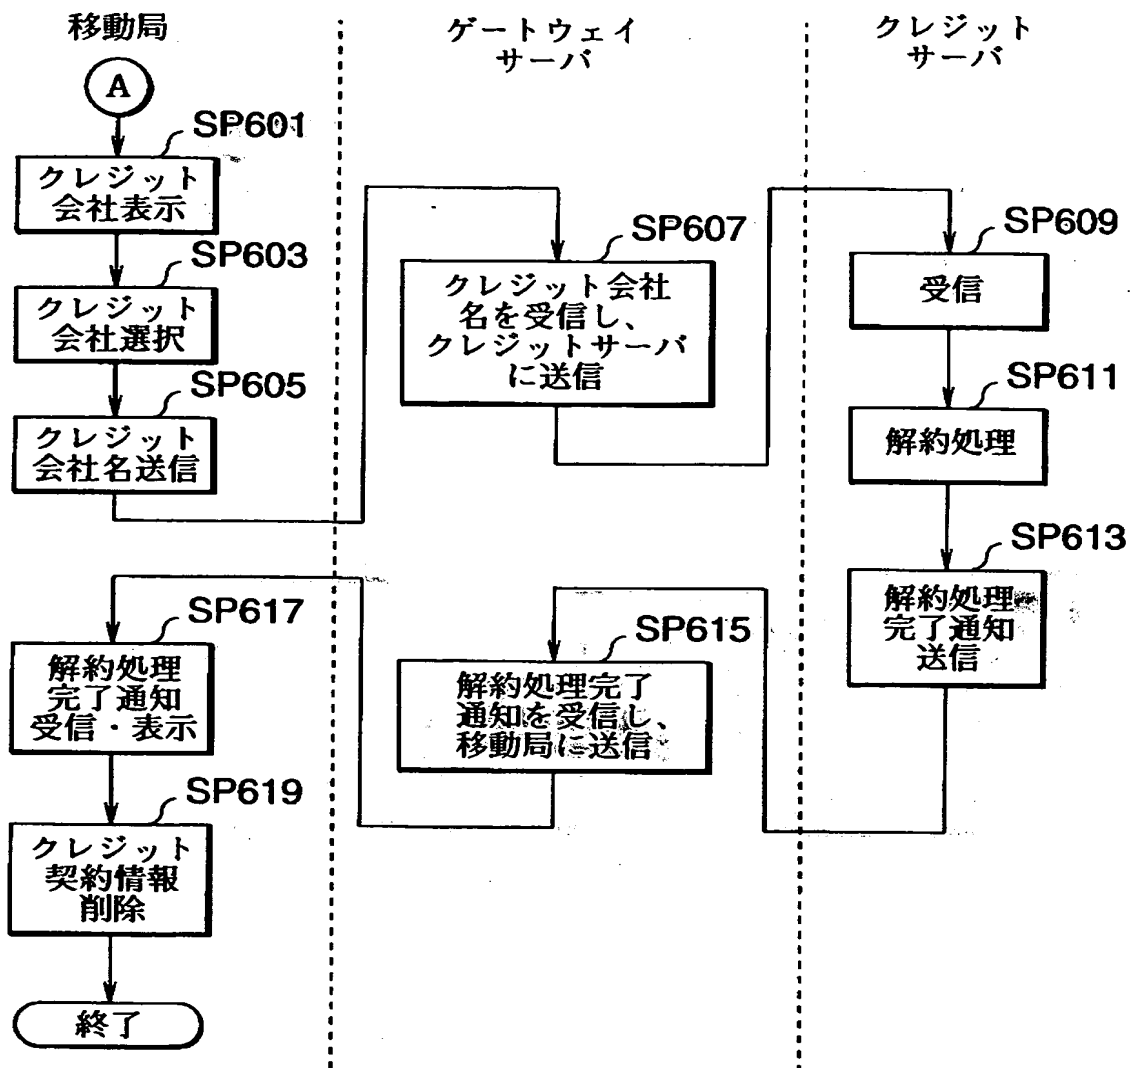 移動局
ゲートウェイ
サーバ
クレジット
サーバ
A
SP601
クレジット
会社表示
SP603
クレジット
会社選択
SP605
クレジット
会社名送信
SP607
クレジット会社
名を受信し、
クレジットサーバ
に送信
SP609
受信
SP611
解約処理
SP613
解約処理
完了通知
送信
SP615
解約処理完了
通知を受信し、
移動局に送信
SP617
解約処理
完了通知
受信・表示
SP619
クレジット
契約情報
削除
終了